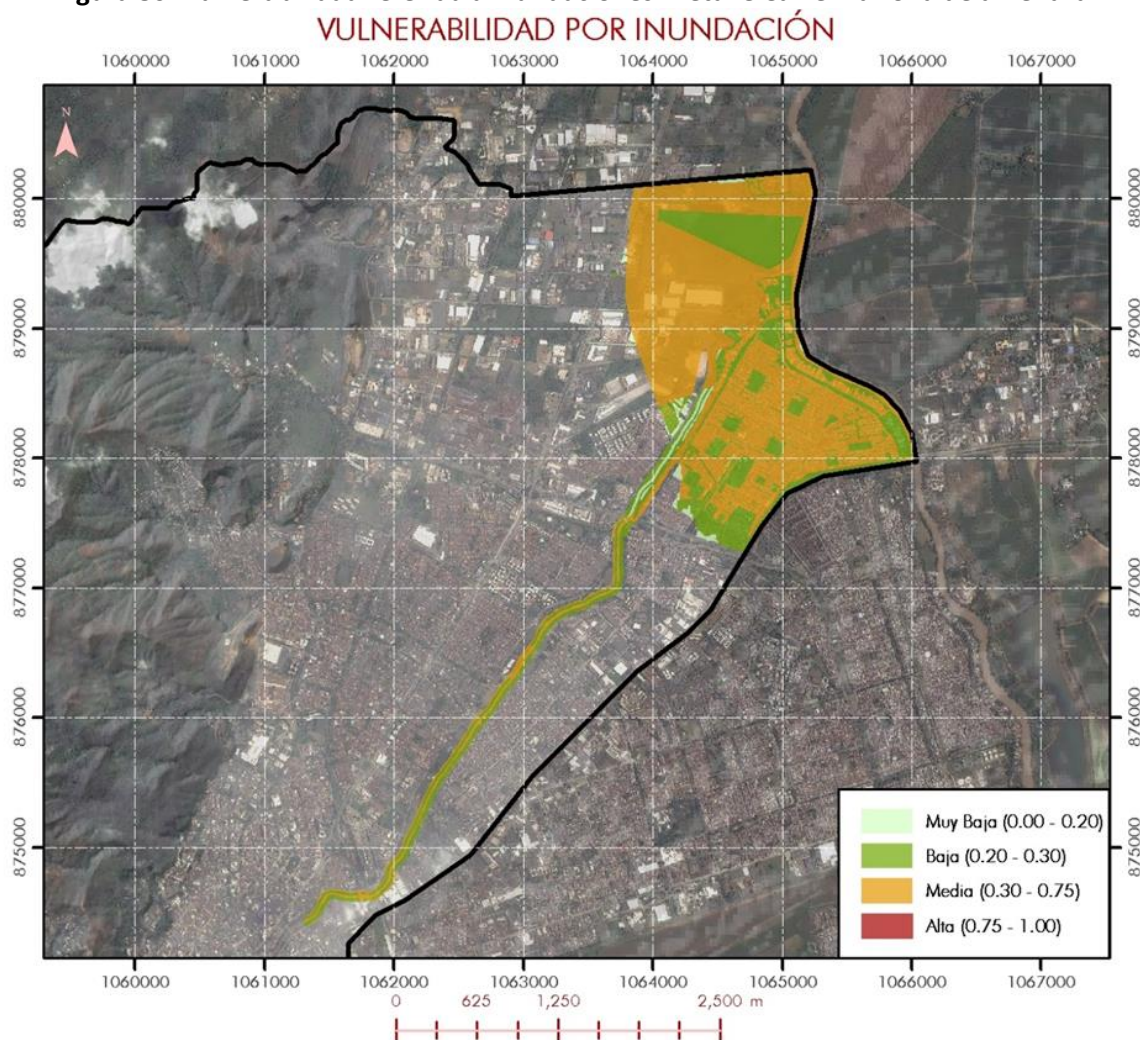 VULNERABILIDAD POR INUNDACIÓN
1060000 1061000 1062000 1063000 1064000 1065000 1066000 1067000
N
880000 880000
879000 879000
878000 878000
877000 877000
876000 876000
875000 875000
Muy Baja (0.00 - 0.20)
Baja (0.20 - 0.30)
Media (0.30 - 0.75)
Alta (0.75 - 1.00)
1060000 1061000 1062000 1063000 1064000 1065000 1066000 1067000
0 625 1,250 2,500 m